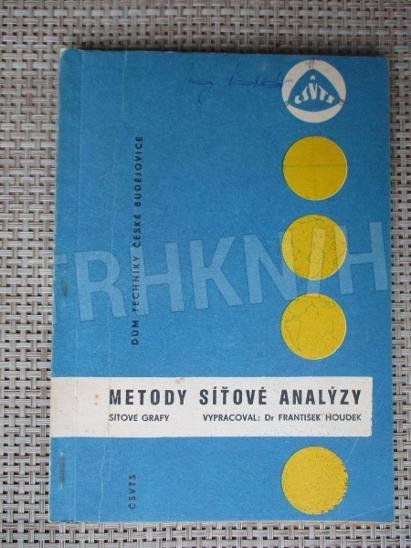 ČSVTS
DŮM TECHNIKY ČESKÉ BUDĚJOVICE
TRHKNIH
METODY SÍŤOVÉ ANALÝZY
SÍŤOVÉ GRAFY VYPRACOVAL: Dr FRANTIŠEK HOUDEK
ČSVTS